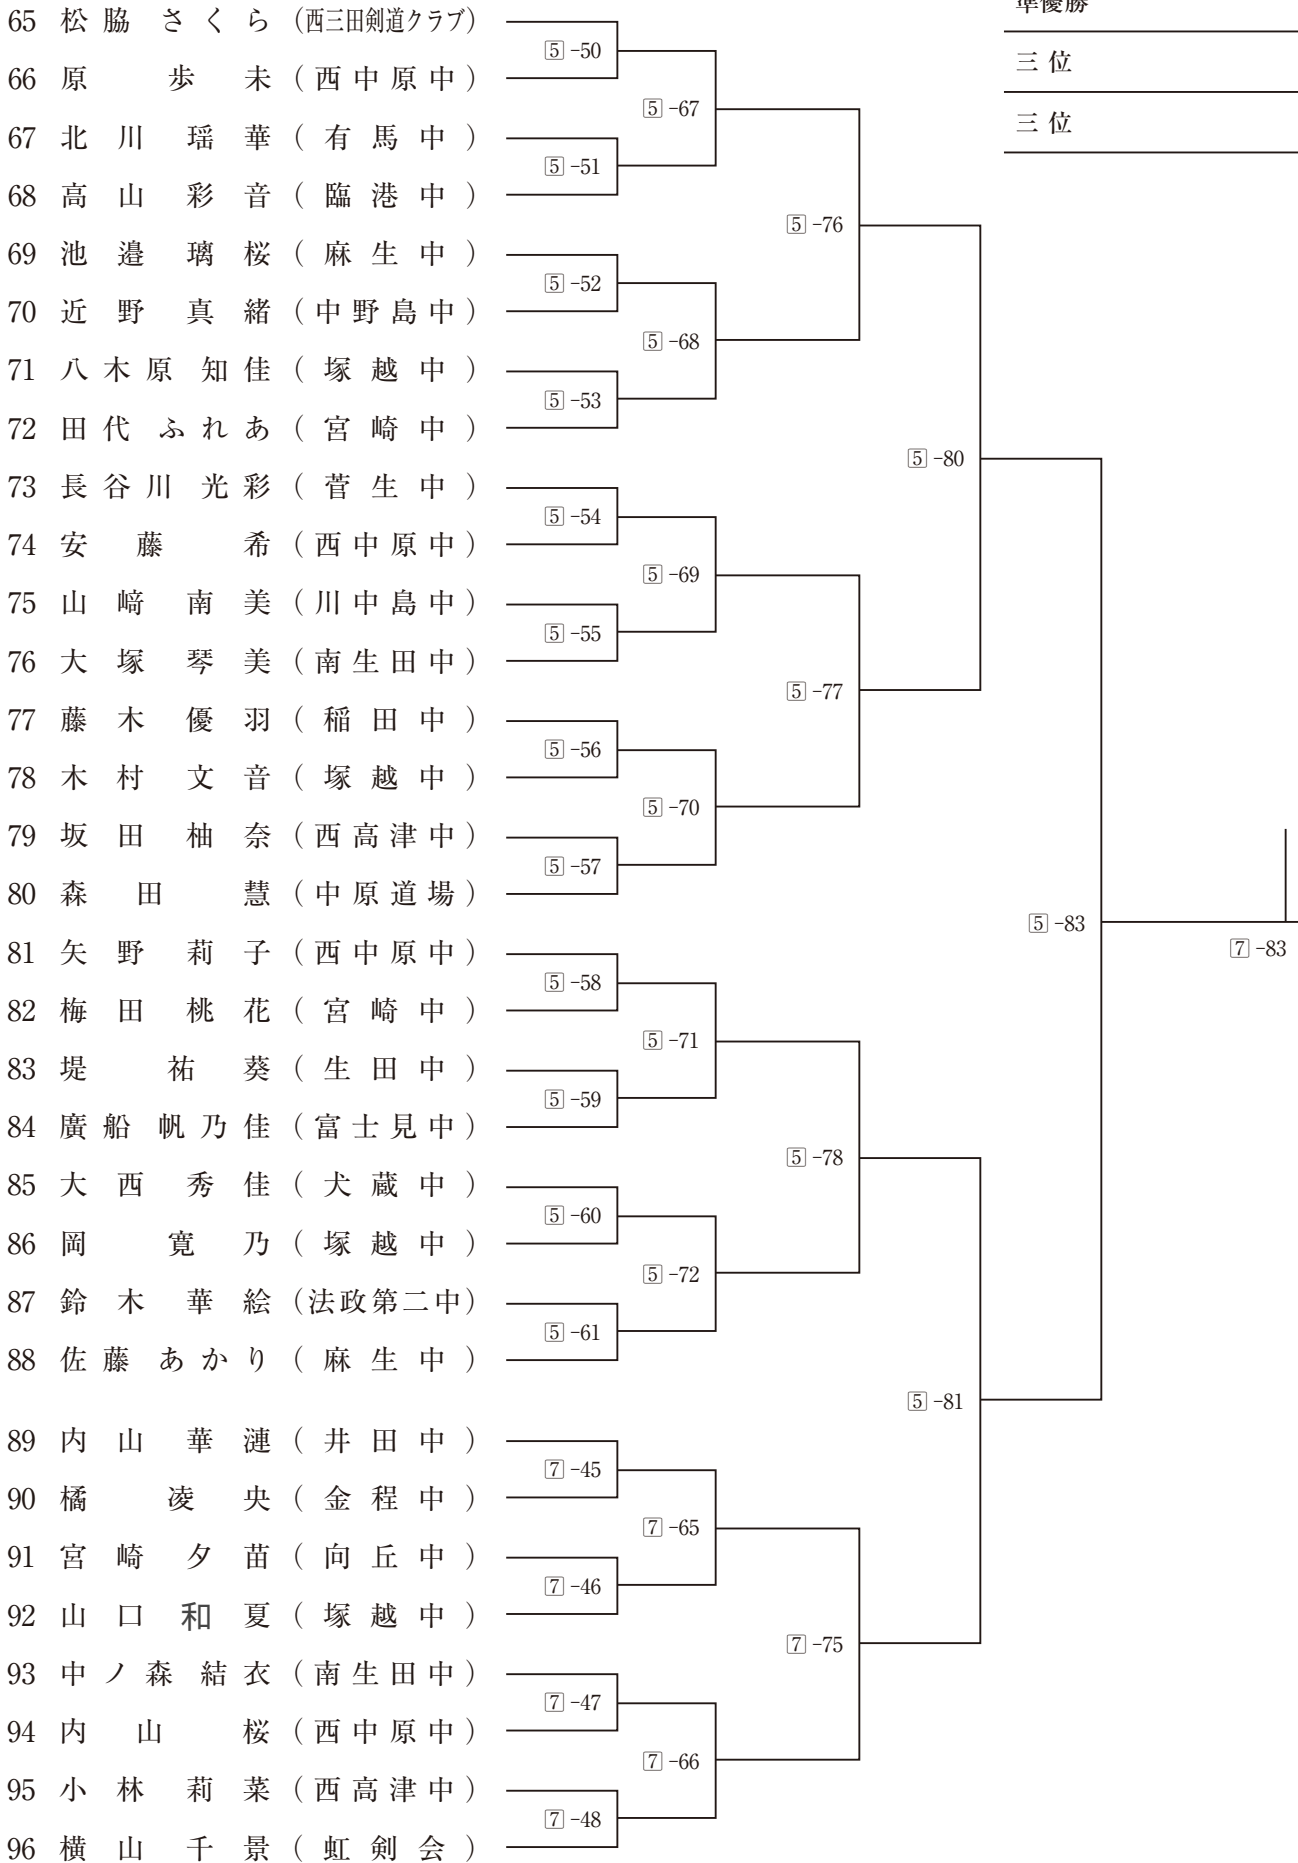 準優勝
三位
三位
65 松脇 さくら (西三田剣道クラブ)
66 原 歩未 (西中原中)
67 北川 瑶華 (有馬中)
68 高山 彩音 (臨港中)
69 池邉 璃桜 (麻生中)
70 近野 真緒 (中野島中)
71 八木原 知佳 (塚越中)
72 田代 ふれあ (宮崎中)
73 長谷川 光彩 (菅生中)
74 安藤 希 (西中原中)
75 山﨑 南美 (川中島中)
76 大塚 琴美 (南生田中)
77 藤木 優羽 (稲田中)
78 木村 文音 (塚越中)
79 坂田 柚奈 (西高津中)
80 森田 慧 (中原道場)
81 矢野 莉子 (西中原中)
82 梅田 桃花 (宮崎中)
83 堤 祐葵 (生田中)
84 廣船 帆乃佳 (富士見中)
85 大西 秀佳 (犬蔵中)
86 岡 寛乃 (塚越中)
87 鈴木 華絵 (法政第二中)
88 佐藤 あかり (麻生中)
89 内山 華漣 (井田中)
90 橘 凌央 (金程中)
91 宮崎 夕苗 (向丘中)
92 山口 和夏 (塚越中)
93 中ノ森 結衣 (南生田中)
94 内山 桜 (西中原中)
95 小林 莉菜 (西高津中)
96 横山 千景 (虹剣会)
5-50
5-51
5-52
5-53
5-54
5-55
5-56
5-57
5-58
5-59
5-60
5-61
7-45
7-46
7-47
7-48
5-67
5-68
5-69
5-70
5-71
5-72
7-65
7-66
5-76
5-77
5-78
7-75
5-80
5-81
5-83
7-83